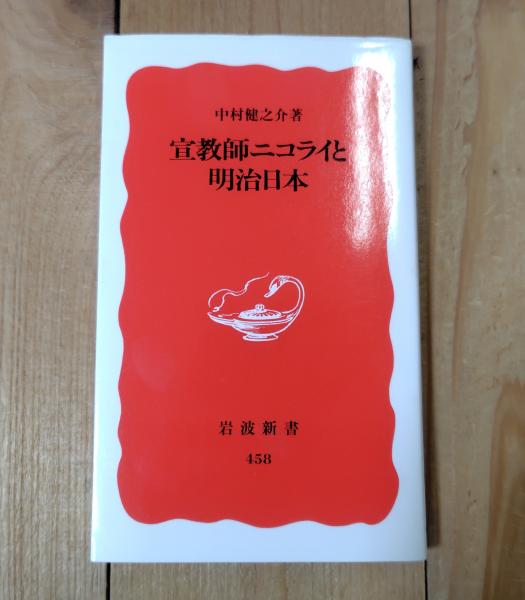 中村健之介著
宣教師ニコライと
明治日本
岩波新書
458